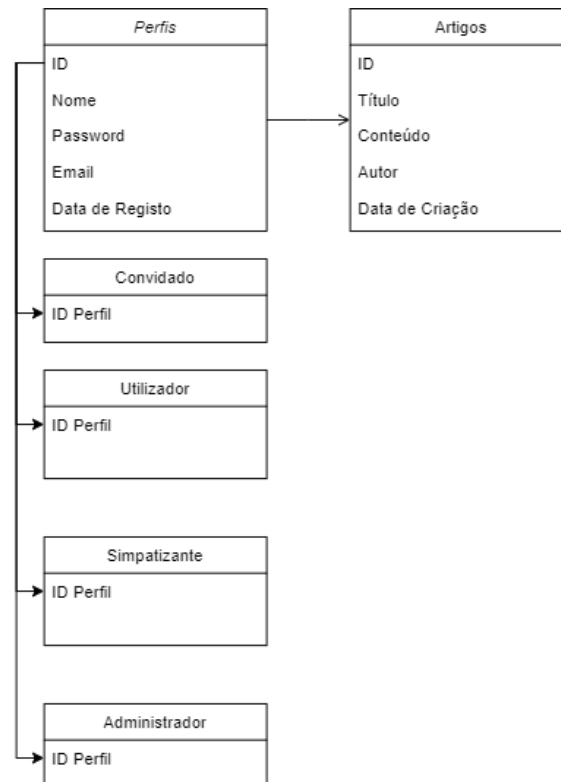 Perfis
ID
Nome
Password
Email
Data de Registo
Artigos
ID
Título
Conteúdo
Autor
Data de Criação
Convidado
ID Perfil
Utilizador
ID Perfil
Simpatizante
ID Perfil
Administrador
ID Perfil